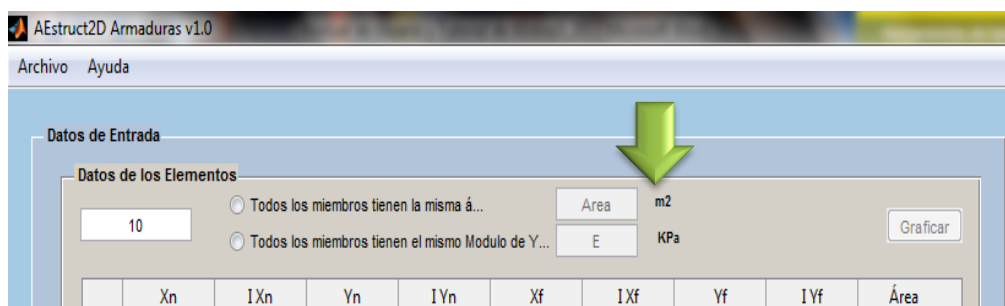 AEstruct2D Armaduras v1.0
Archivo Ayuda
Datos de Entrada
Datos de los Elementos
10
Todos los miembros tienen la misma á...
Area
m2
Todos los miembros tienen el mismo Modulo de Y...
E
KPa
Graficar
Xn I Xn Yn I Yn Xf I Xf Yf I Yf Área